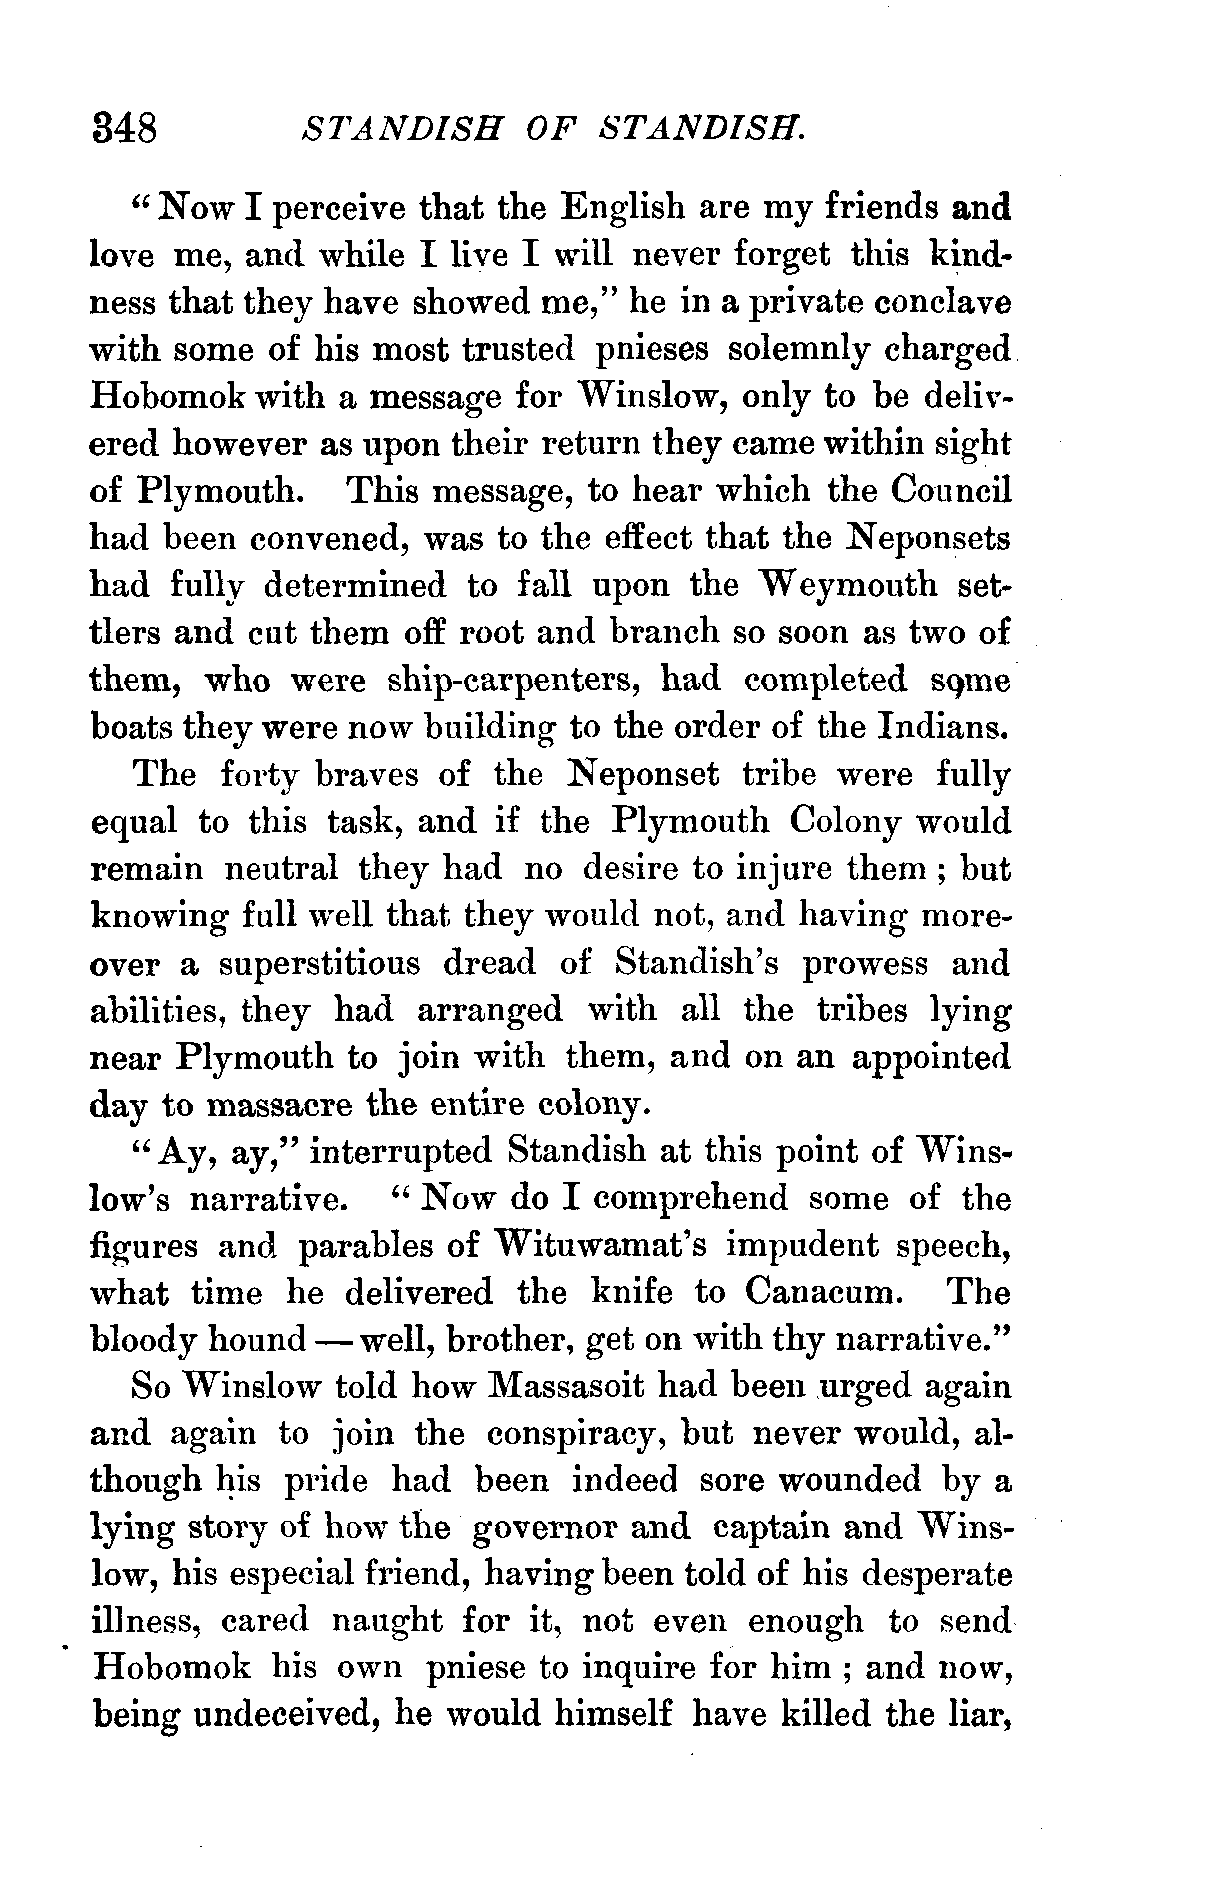 348 STANDISH OF STANDISH.
“Now I perceive that the English are my friends and
love me, and while I live I will never forget this kind-
ness that they have showed me,” he in a private conclave
with some of his most trusted pnieses solemnly charged
Hobomok with a message for Winslow, only to be deliv-
ered however as upon their return they came within sight
of Plymouth. This message, to hear which the Council
had been convened, was to the effect that the Neponsets
had fully determined to fall upon the Weymouth set-
tlers and cut them off root and branch so soon as two of
them, who were ship-carpenters, had completed some
boats they were now building to the order of the Indians.
The forty braves of the Neponset tribe were fully
equal to this task, and if the Plymouth Colony would
remain neutral they had no desire to injure them ; but
knowing full well that they would not, and having more-
over a superstitious dread of Standish’s prowess and
abilities, they had arranged with all the tribes lying
near Plymouth to join with them, and on an appointed
day to massacre the entire colony.
“Ay, ay,” interrupted Standish at this point of Wins-
low’s narrative. “Now do I comprehend some of the
figures and parables of Wituwamat’s impudent speech,
what time he delivered the knife to Canacum. The
bloody hound — well, brother, get on with thy narrative.”
So Winslow told how Massasoit had been urged again
and again to join the conspiracy, but never would, al-
though his pride had been indeed sore wounded by a
lying story of how the governor and captain and Wins-
low, his especial friend, having been told of his desperate
illness, cared naught for it, not even enough to send
Hobomok his own pniese to inquire for him ; and now,
being undeceived, he would himself have killed the liar,